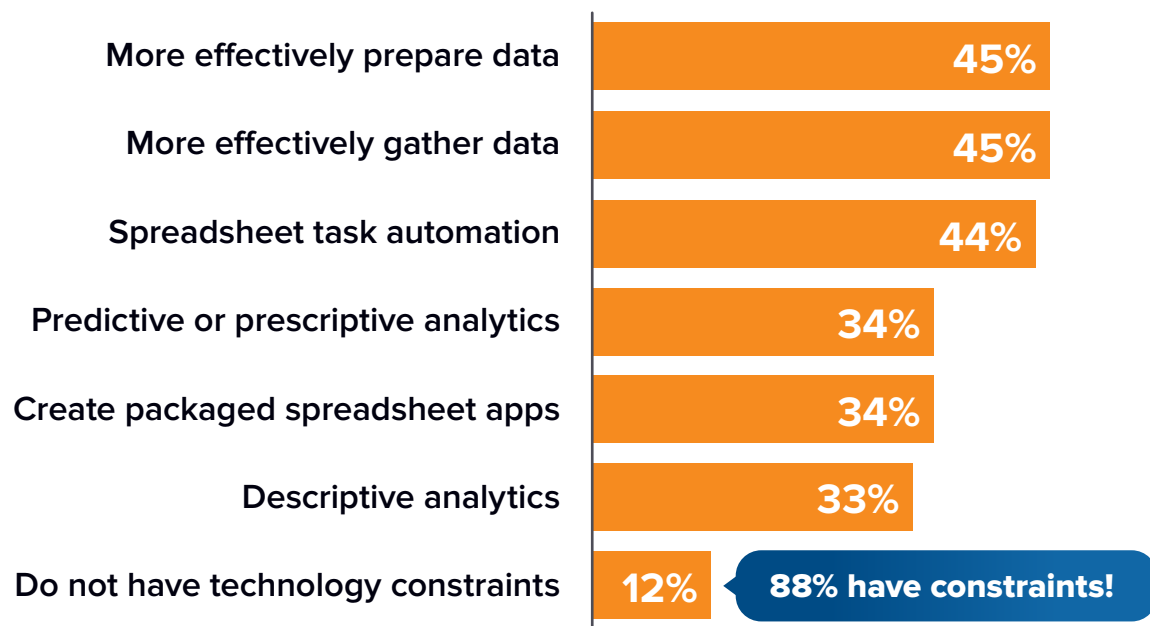 More effectively prepare data 45%
More effectively gather data 45%
Spreadsheet task automation 44%
Predictive or prescriptive analytics 34%
Create packaged spreadsheet apps 34%
Descriptive analytics 33%
Do not have technology constraints 12% 88% have constraints!